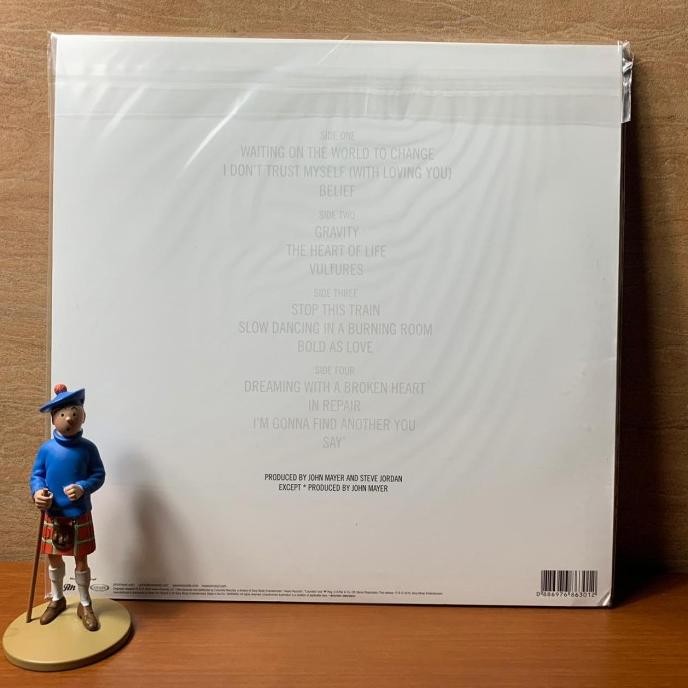 SIDE ONE
WAITING ON THE WORLD TO CHANGE
I DON'T TRUST MYSELF (WITH LOVING YOU)
BELIEF
SIDE TWO
GRAVITY
THE HEART OF LIFE
VULTURES
SIDE THREE
STOP THIS TRAIN
SLOW DANCING IN A BURNING ROOM
BOLD AS LOVE
SIDE FOUR
DREAMING WITH A BROKEN HEART
IN REPAIR
I'M GONNA FIND ANOTHER YOU
SAY*
PRODUCED BY JOHN MAYER AND STEVE JORDAN
EXCEPT * PRODUCED BY JOHN MAYER
0 886976 863012